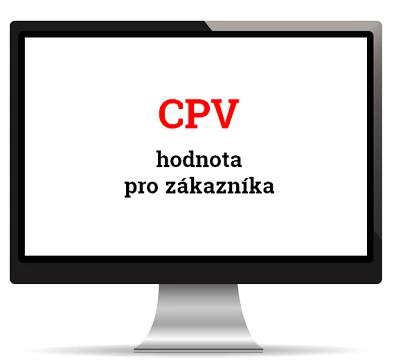 CPV
hodnota
pro zákazníka